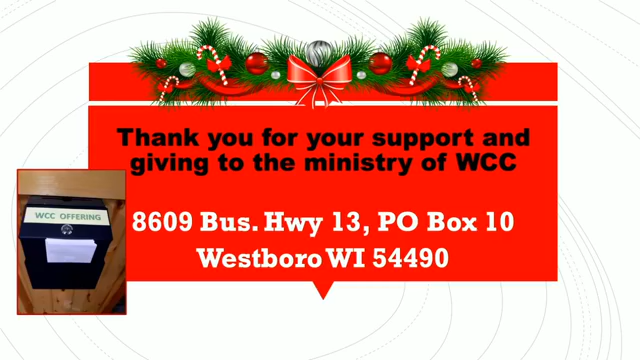 Thank you for your support and
giving to the ministry of WCC
WCC OFFERING
8609 Bus. Hwy 13, PO Box 10
Westboro WI 54490